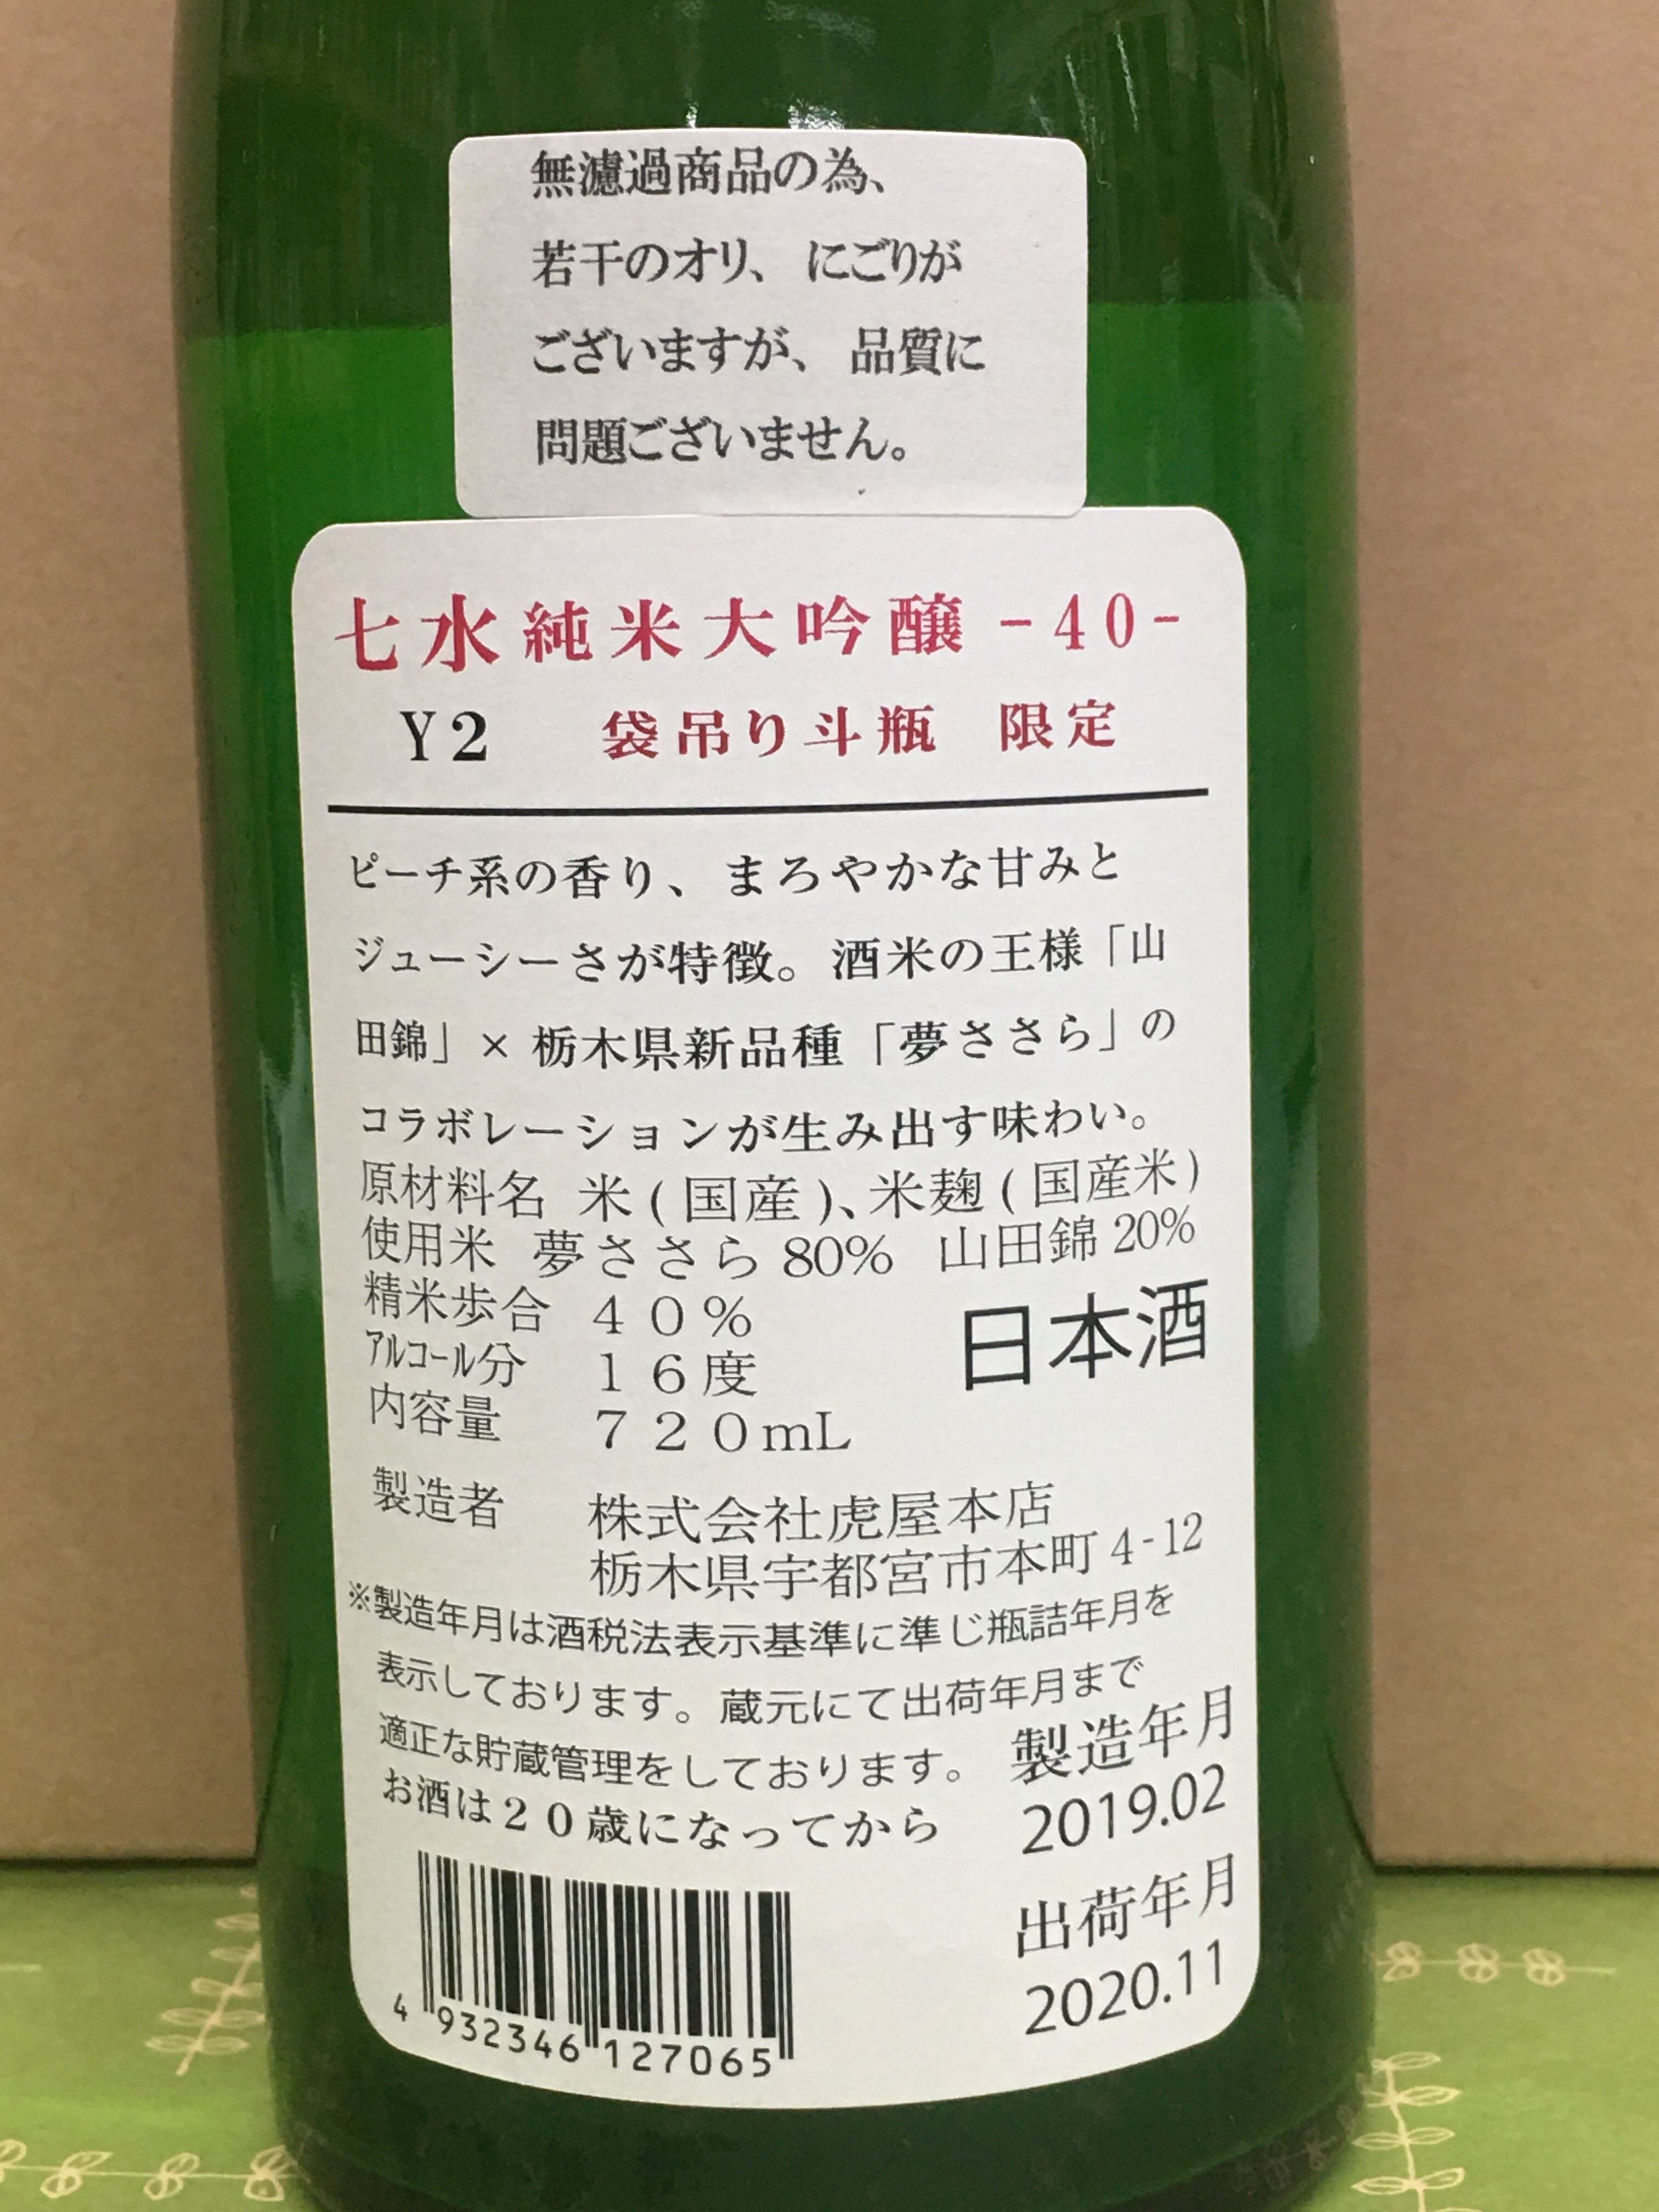 無濾過商品の為、
若干のオリ、にごりが
ございますが、品質に
問題ございません。
七水純米大吟醸 -40-
Y2 袋吊り斗瓶 限定
ピーチ系の香り、まろやかな甘みと
ジューシーさが特徴。酒米の王様「山
田錦」× 栃木県新品種「夢ささら」の
コラボレーションが生み出す味わい。
原材料名 米(国産)、米麹(国産米)
使用米 夢ささら 80% 山田錦 20%
精米歩合 40%
アルコール分 16度
日本酒
内容量 720mL
製造者 株式会社虎屋本店
栃木県宇都宮市本町 4-12
※製造年月は酒税法表示基準に準じ瓶詰年月を
表示しております。蔵元にて出荷年月まで
適正な貯蔵管理をしております。
お酒は20歳になってから
製造年月
2019.02
出荷年月
2020.11
4 932346 127065